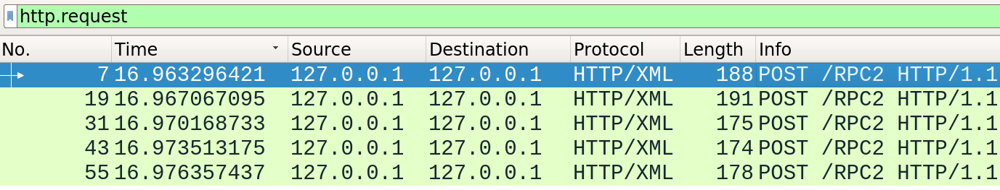 http.request
No. Time Source Destination Protocol Length Info
7 16.963296421 127.0.0.1 127.0.0.1 HTTP/XML 188 POST /RPC2 HTTP/1.1
19 16.967067095 127.0.0.1 127.0.0.1 HTTP/XML 191 POST /RPC2 HTTP/1.1
31 16.970168733 127.0.0.1 127.0.0.1 HTTP/XML 175 POST /RPC2 HTTP/1.1
43 16.973513175 127.0.0.1 127.0.0.1 HTTP/XML 174 POST /RPC2 HTTP/1.1
55 16.976357437 127.0.0.1 127.0.0.1 HTTP/XML 178 POST /RPC2 HTTP/1.1